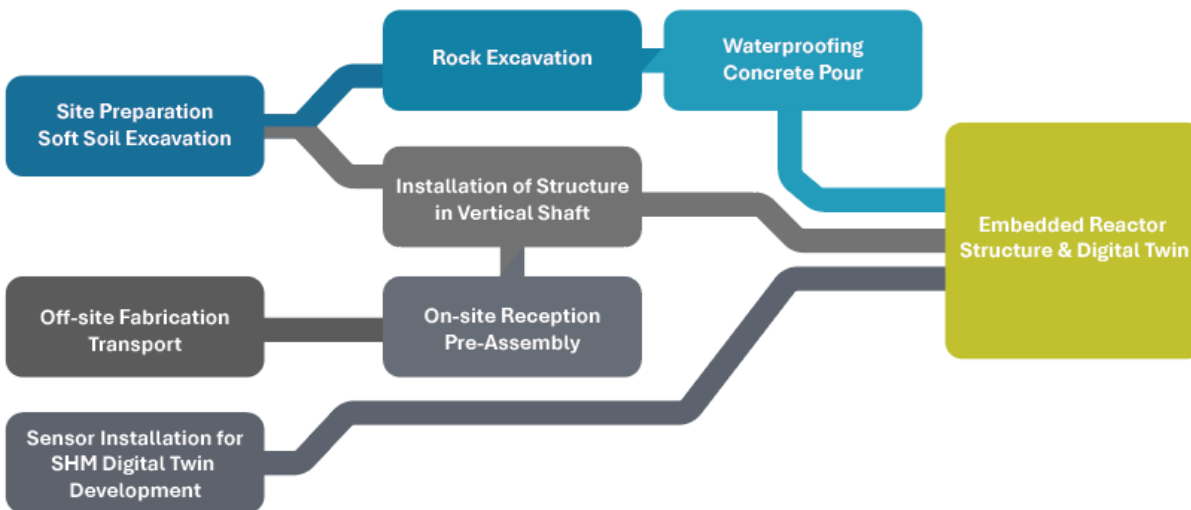 Rock Excavation
Waterproofing
Concrete Pour
Site Preparation
Soft Soil Excavation
Installation of Structure
in Vertical Shaft
Embedded Reactor
Structure & Digital Twin
Off-site Fabrication
Transport
On-site Reception
Pre-Assembly
Sensor Installation for
SHM Digital Twin
Development